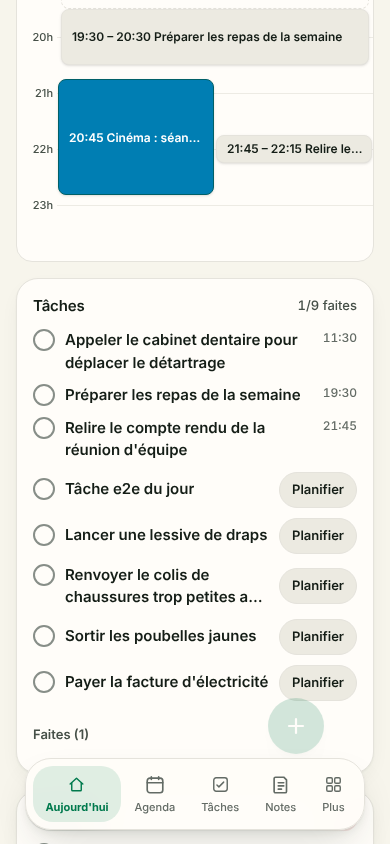 20h
19:30 – 20:30 Préparer les repas de la semaine
21h
20:45 Cinéma : séan...
22h
21:45 – 22:15 Relire le...
23h
Tâches
1/9 faites
Appeler le cabinet dentaire pour
déplacer le détartrage
11:30
Préparer les repas de la semaine
19:30
Relire le compte rendu de la
réunion d'équipe
21:45
Tâche e2e du jour
Planifier
Lancer une lessive de draps
Planifier
Renvoyer le colis de
chaussures trop petites a...
Planifier
Sortir les poubelles jaunes
Planifier
Payer la facture d'électricité
Planifier
Faites (1)
Aujourd'hui
Agenda
Tâches
Notes
Plus